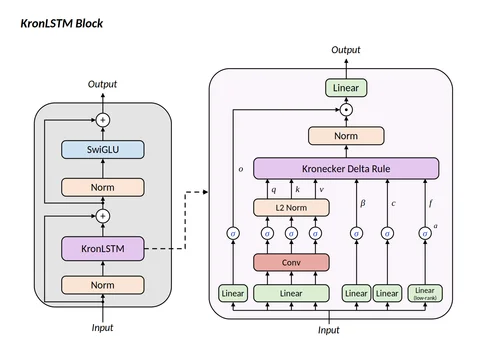 KronLSTM Block
Output
+
SwiGLU
Norm
+
KronLSTM
Norm
Input
Output
Linear
Norm
o
Kronecker Delta Rule
q k v
β c f
L2 Norm
σ σ σ σ σ σ σ a
Conv
Linear Linear Linear Linear Linear
(low-rank)
Input